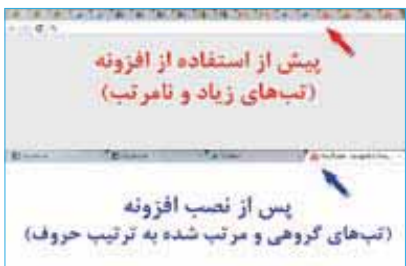 پیش از استفاده از افزونه
(تب‌های زیاد و نامرتب)
پس از نصب افزونه
(تب‌های گروهی و مرتب شده به ترتیب حروف)